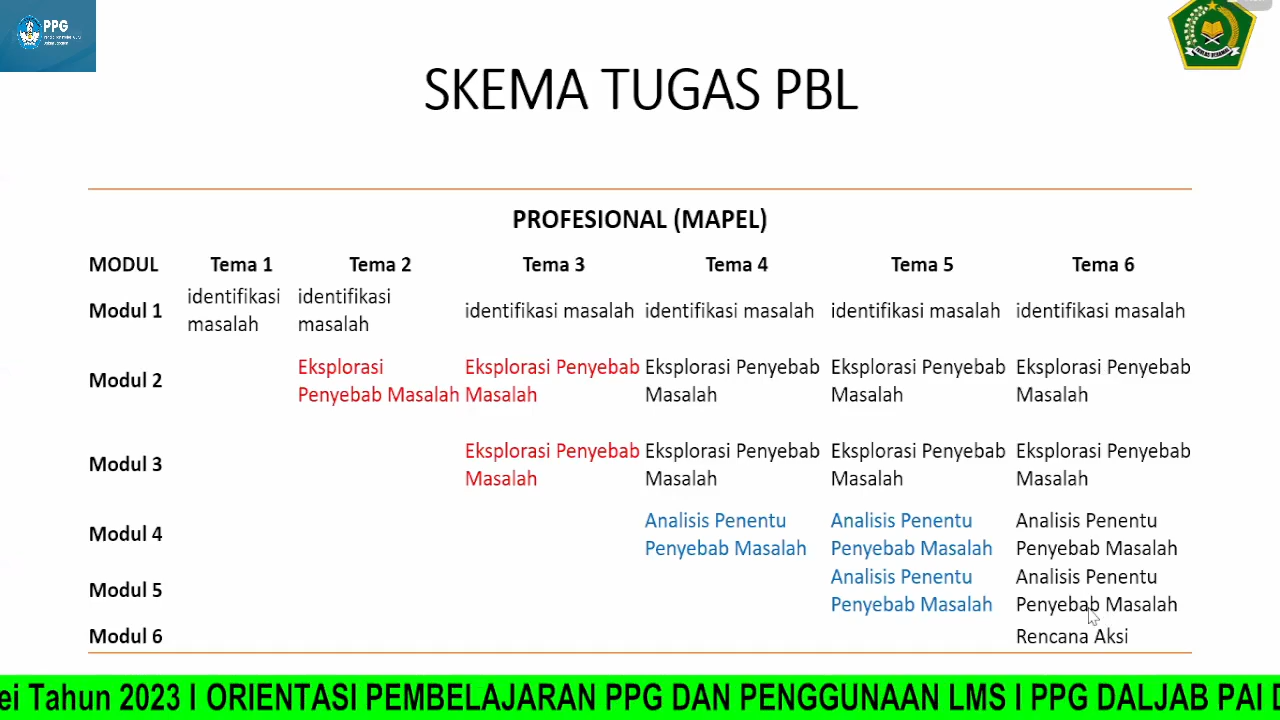 PPG
SKEMA TUGAS PBL
PROFESIONAL (MAPEL)
MODUL Tema 1 Tema 2 Tema 3 Tema 4 Tema 5 Tema 6
Modul 1 identifikasi masalah identifikasi masalah identifikasi masalah identifikasi masalah identifikasi masalah identifikasi masalah
Modul 2 Eksplorasi Penyebab Masalah Eksplorasi Penyebab Masalah Eksplorasi Penyebab Masalah Eksplorasi Penyebab Masalah Eksplorasi Penyebab Masalah
Modul 3 Eksplorasi Penyebab Masalah Eksplorasi Penyebab Masalah Eksplorasi Penyebab Masalah Eksplorasi Penyebab Masalah
Modul 4 Analisis Penentu Penyebab Masalah Analisis Penentu Penyebab Masalah Analisis Penentu Penyebab Masalah
Modul 5 Analisis Penentu Penyebab Masalah Analisis Penentu Penyebab Masalah
Modul 6 Rencana Aksi
ei Tahun 2023 I ORIENTASI PEMBELAJARAN PPG DAN PENGGUNAAN LMS I PPG DALJAB PAI D